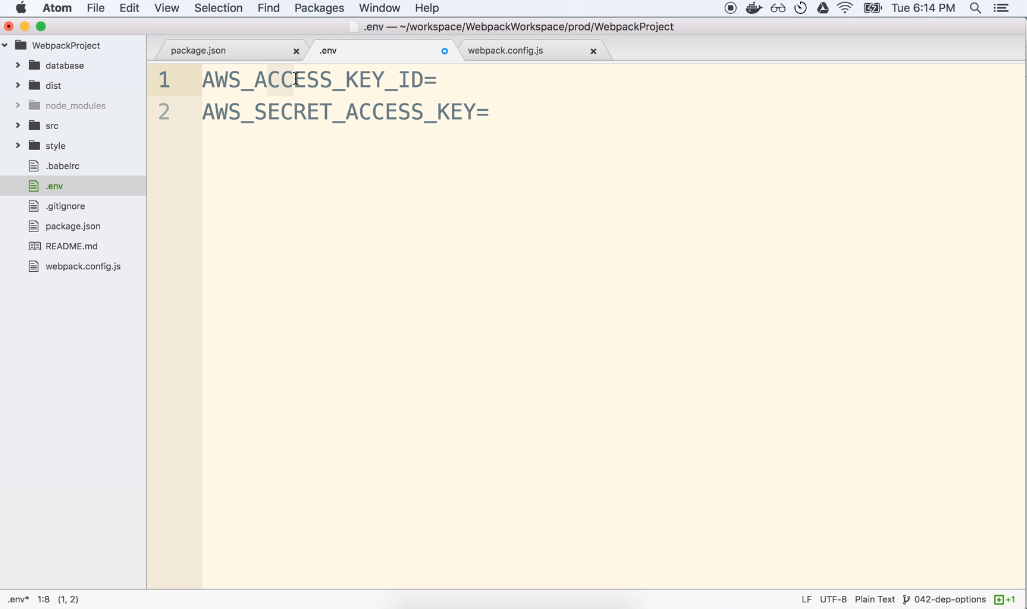 Atom File Edit View Selection Find Packages Window Help Tue 6:14 PM
.env — ~/workspace/WebpackWorkspace/prod/WebpackProject
WebpackProject
database
dist
node_modules
src
style
.babelrc
.env
.gitignore
package.json
README.md
webpack.config.js
package.json .env webpack.config.js
1 AWS_ACCESS_KEY_ID=
2 AWS_SECRET_ACCESS_KEY=
.env* 1:8 (1, 2) LF UTF-8 Plain Text 042-dep-options +1